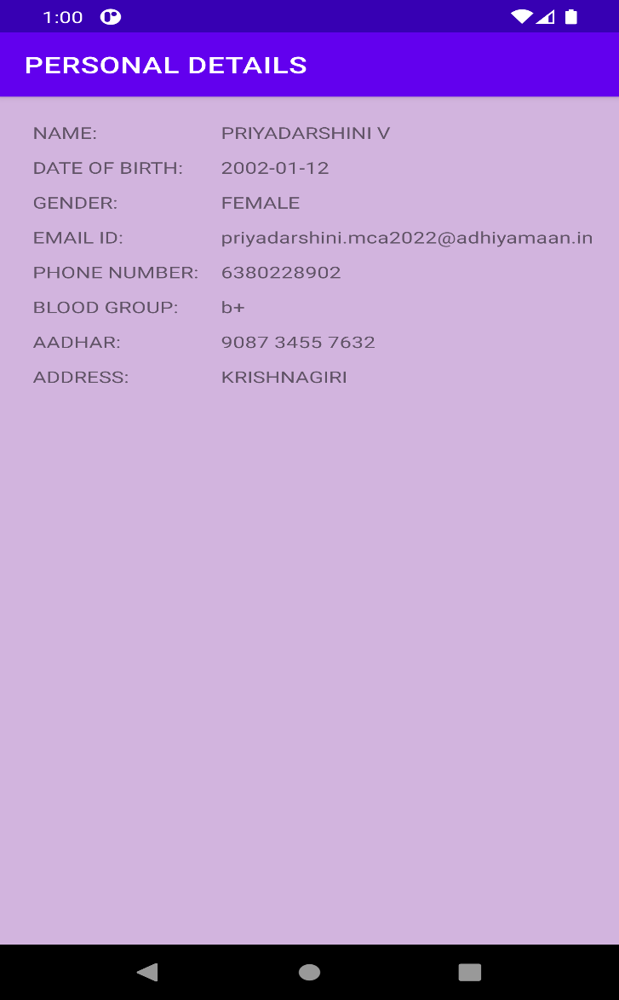 1:00
PERSONAL DETAILS
NAME: PRIYADARSHINI V
DATE OF BIRTH: 2002-01-12
GENDER: FEMALE
EMAIL ID: priyadarshini.mca2022@adhiyamaan.in
PHONE NUMBER: 6380228902
BLOOD GROUP: b+
AADHAR: 9087 3455 7632
ADDRESS: KRISHNAGIRI